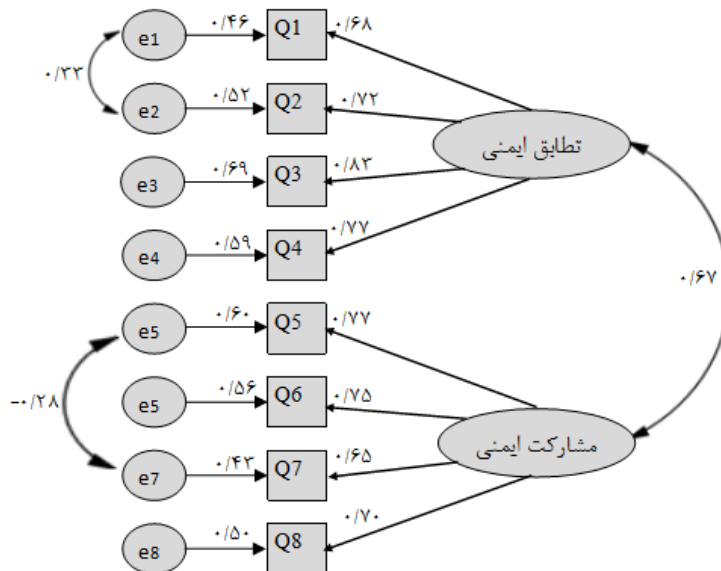 e1 ۰/۴۶ Q1 ۰/۶۸
۰/۳۳
e2 ۰/۵۲ Q2 ۰/۷۲
تطابق ایمنی
e3 ۰/۶۹ Q3 ۰/۸۳
e4 ۰/۵۹ Q4 ۰/۷۷
۰/۶۷
e5 ۰/۶۰ Q5 ۰/۷۷
-۰/۲۸
e5 ۰/۵۶ Q6 ۰/۷۵
مشارکت ایمنی
e7 ۰/۴۳ Q7 ۰/۶۵
e8 ۰/۵۰ Q8 ۰/۷۰